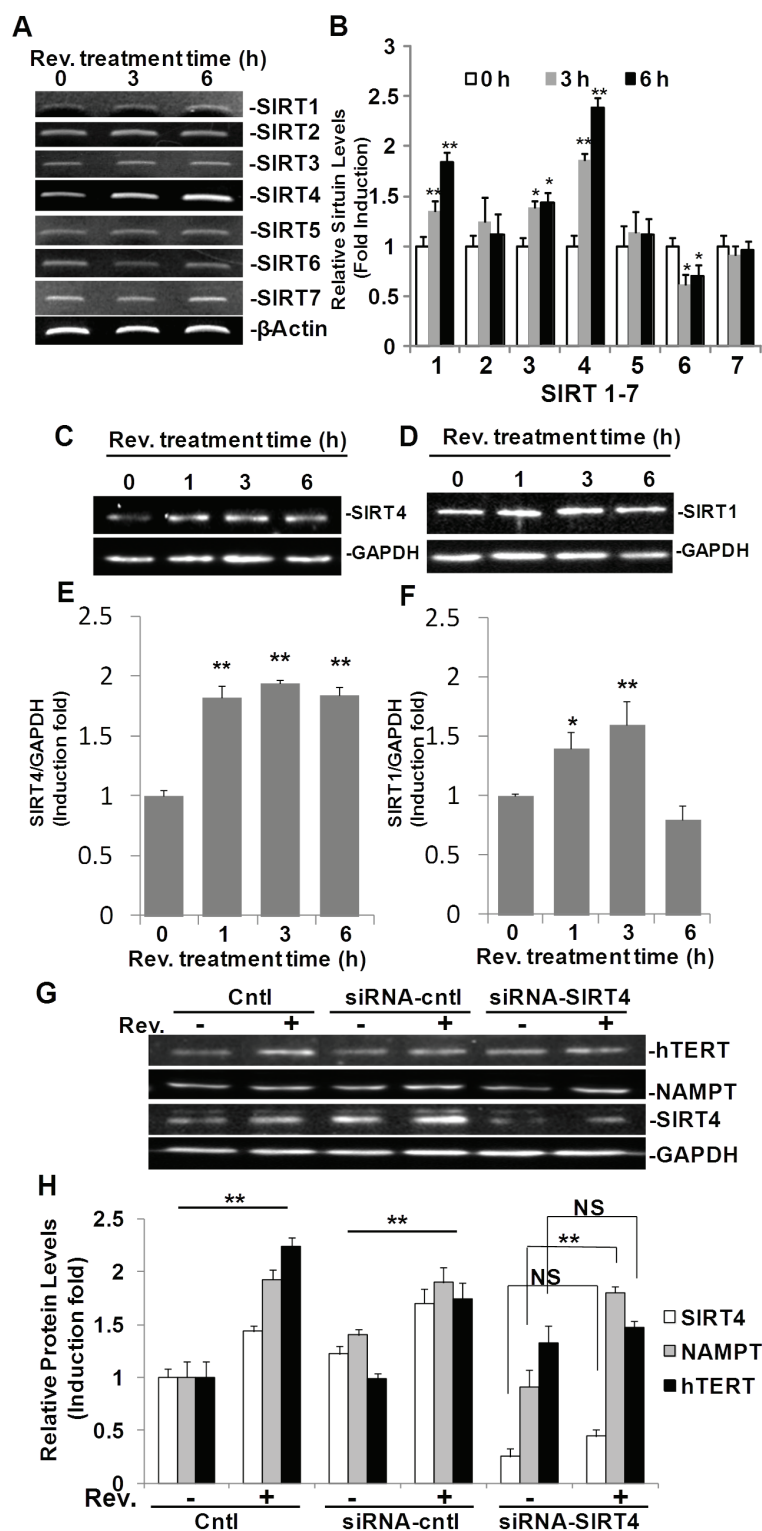 A
Rev. treatment time (h)
0 3 6
-SIRT1
-SIRT2
-SIRT3
-SIRT4
-SIRT5
-SIRT6
-SIRT7
-βActin
B
Relative Sirtuin Levels
(Fold Induction)
3
2.5
2
1.5
1
0.5
0
0 h 3 h 6 h
** ** * * ** ** * *
1 2 3 4 5 6 7
SIRT 1-7
C
Rev. treatment time (h)
0 1 3 6
-SIRT4
-GAPDH
D
Rev. treatment time (h)
0 1 3 6
-SIRT1
-GAPDH
E
SIRT4/GAPDH
(Induction fold)
2.5
2
1.5
1
0.5
0
** ** **
0 1 3 6
Rev. treatment time (h)
F
SIRT1/GAPDH
(Induction fold)
2.5
2
1.5
1
0.5
0
* **
0 1 3 6
Rev. treatment time (h)
G
Cntl siRNA-cntl siRNA-SIRT4
Rev. - + - + - +
-hTERT
-NAMPT
-SIRT4
-GAPDH
H
Relative Protein Levels
(Induction fold)
2.5
2
1.5
1
0.5
0
** ** NS
**
NS
SIRT4
NAMPT
hTERT
Rev. - + - + - +
Cntl siRNA-cntl siRNA-SIRT4